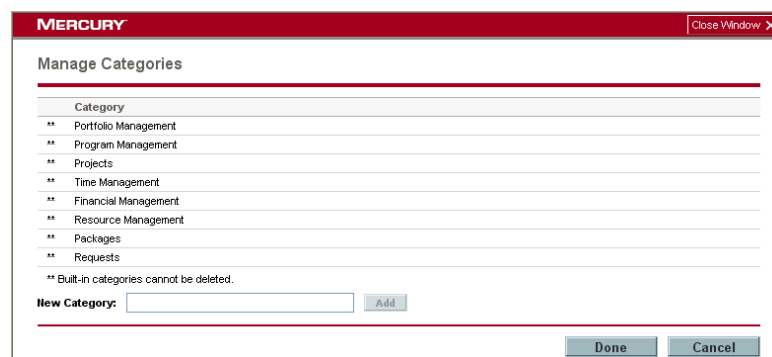 MERCURY™
Close Window X
Manage Categories
Category
** Portfolio Management
** Program Management
** Projects
** Time Management
** Financial Management
** Resource Management
** Packages
** Requests
** Built-in categories cannot be deleted.
New Category: Add
Done Cancel